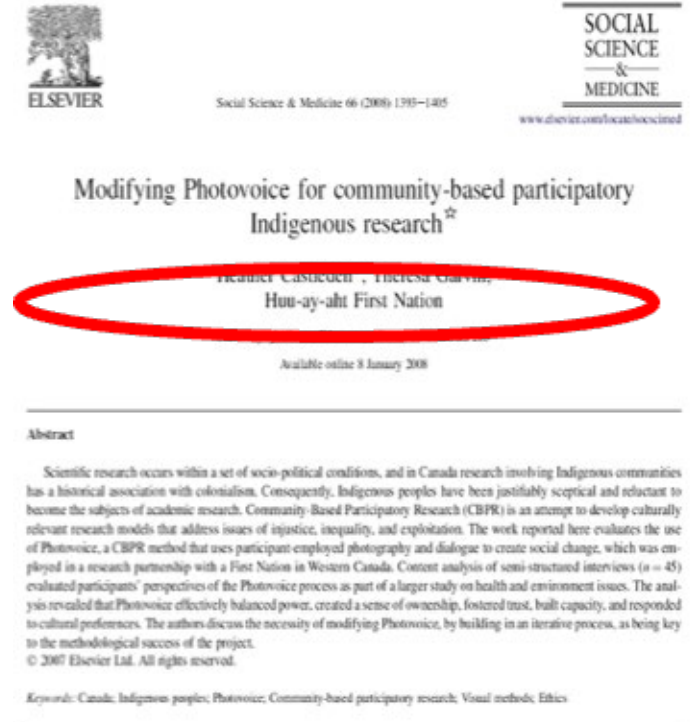 ELSEVIER
SOCIAL
SCIENCE
&
MEDICINE
Social Science & Medicine 66 (2008) 1393–1405
www.elsevier.com/locate/socscimed
Modifying Photovoice for community-based participatory
Indigenous research☆
Heather Castleden , Theresa Garvin,
Huu-ay-aht First Nation
Available online 8 January 2008
Abstract
Scientific research occurs within a set of socio-political conditions, and in Canada research involving Indigenous communities
has a historical association with colonialism. Consequently, Indigenous peoples have been justifiably sceptical and reluctant to
become the subjects of academic research. Community-Based Participatory Research (CBPR) is an attempt to develop culturally
relevant research models that address issues of injustice, inequality, and exploitation. The work reported here evaluates the use
of Photovoice, a CBPR method that uses participant-employed photography and dialogue to create social change, which was em-
ployed in a research partnership with a First Nation in Western Canada. Content analysis of semi-structured interviews (n = 45)
evaluated participants' perspectives of the Photovoice process as part of a larger study on health and environment issues. The anal-
ysis revealed that Photovoice effectively balanced power, created a sense of ownership, fostered trust, built capacity, and responded
to cultural preferences. The authors discuss the necessity of modifying Photovoice, by building in an iterative process, as being key
to the methodological success of the project.
© 2007 Elsevier Ltd. All rights reserved.
Keywords: Canada; Indigenous peoples; Photovoice; Community-based participatory research; Visual methods; Ethics